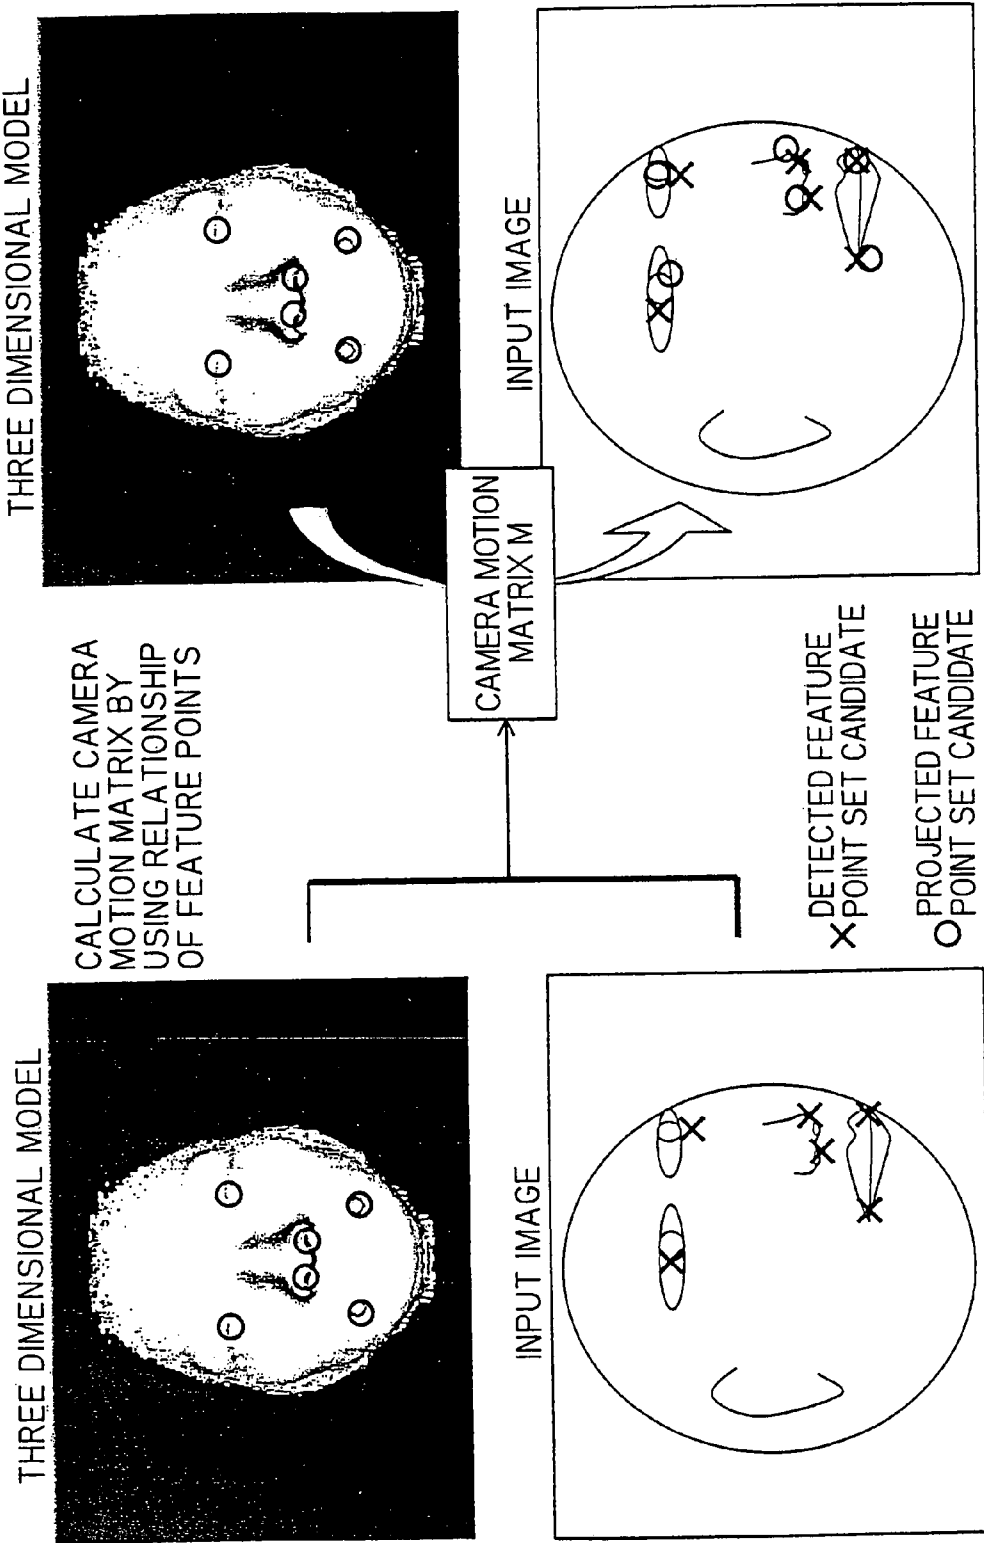 THREE DIMENSIONAL MODEL
INPUT IMAGE
CALCULATE CAMERA
MOTION MATRIX BY
USING RELATIONSHIP
OF FEATURE POINTS
THREE DIMENSIONAL MODEL
CAMERA MOTION
MATRIX M
INPUT IMAGE
DETECTED FEATURE
POINT SET CANDIDATE
PROJECTED FEATURE
POINT SET CANDIDATE